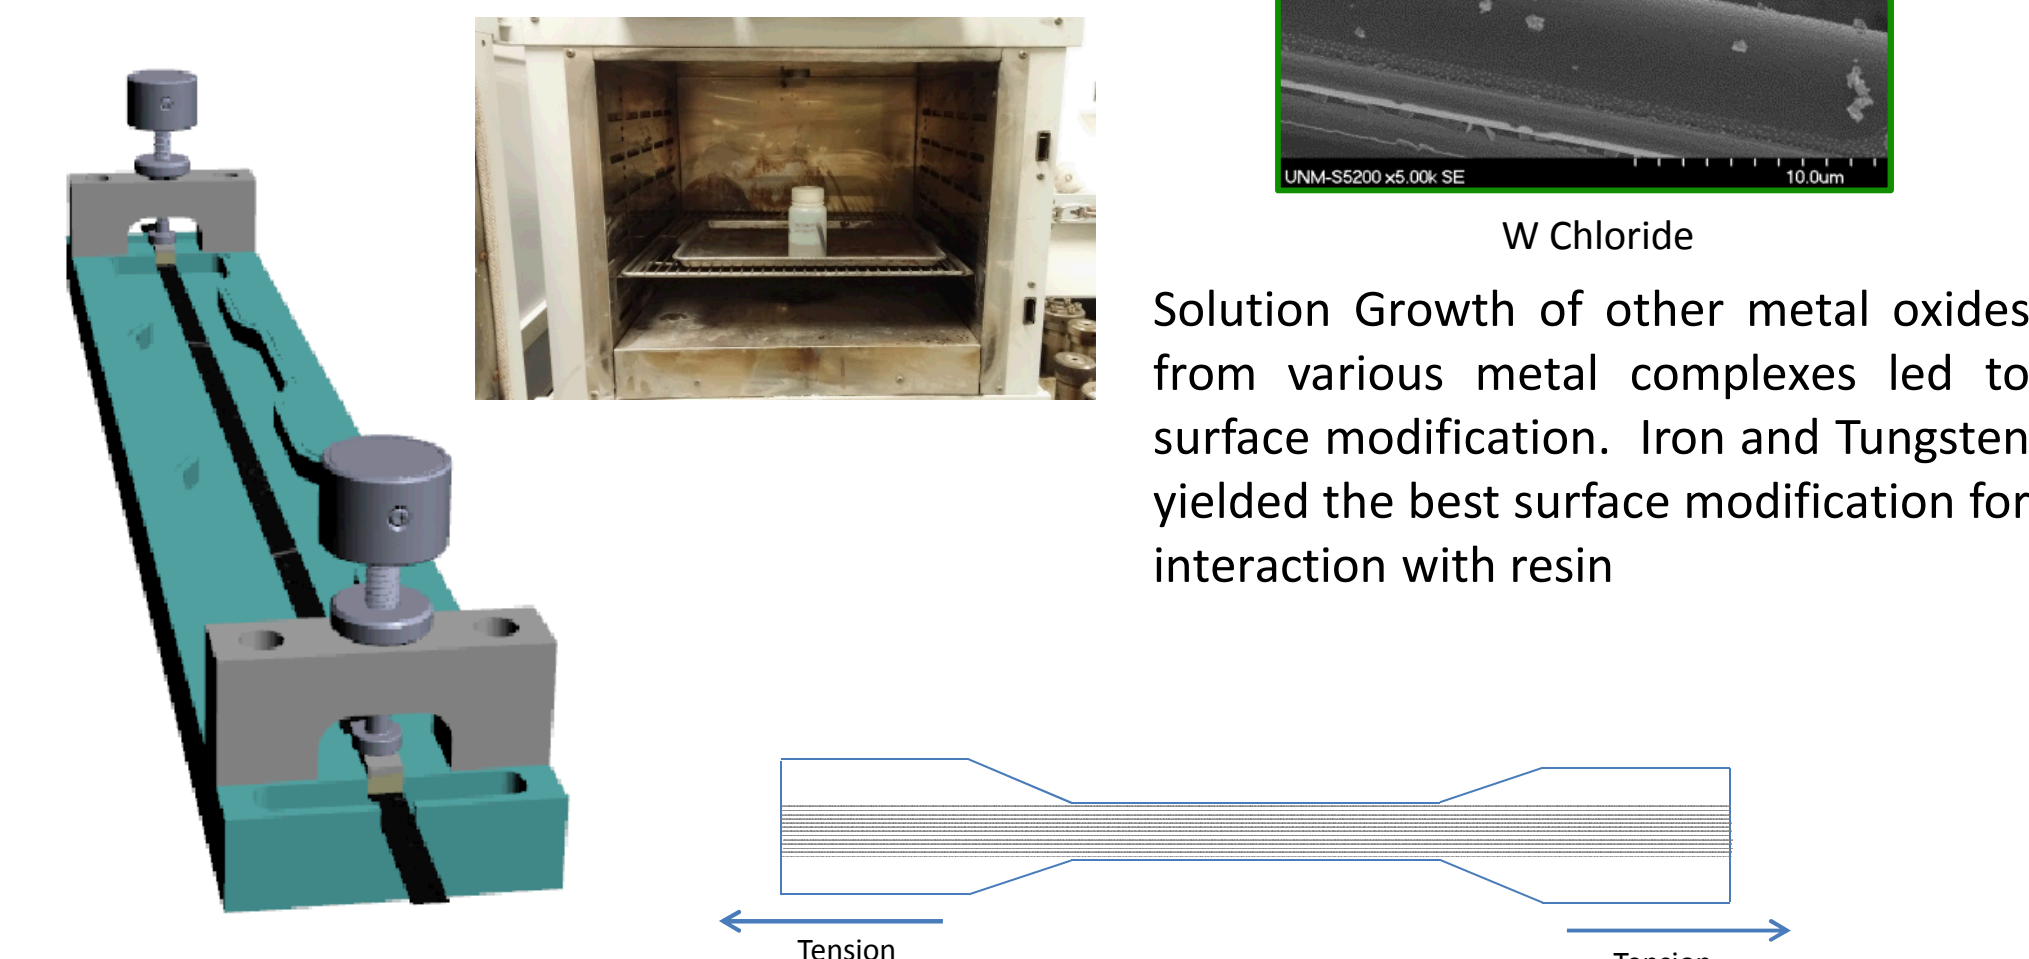 UNM-S5200 x5.00k SE 10.0um
W Chloride
Solution Growth of other metal oxides
from various metal complexes led to
surface modification. Iron and Tungsten
yielded the best surface modification for
interaction with resin
Tension
Tension